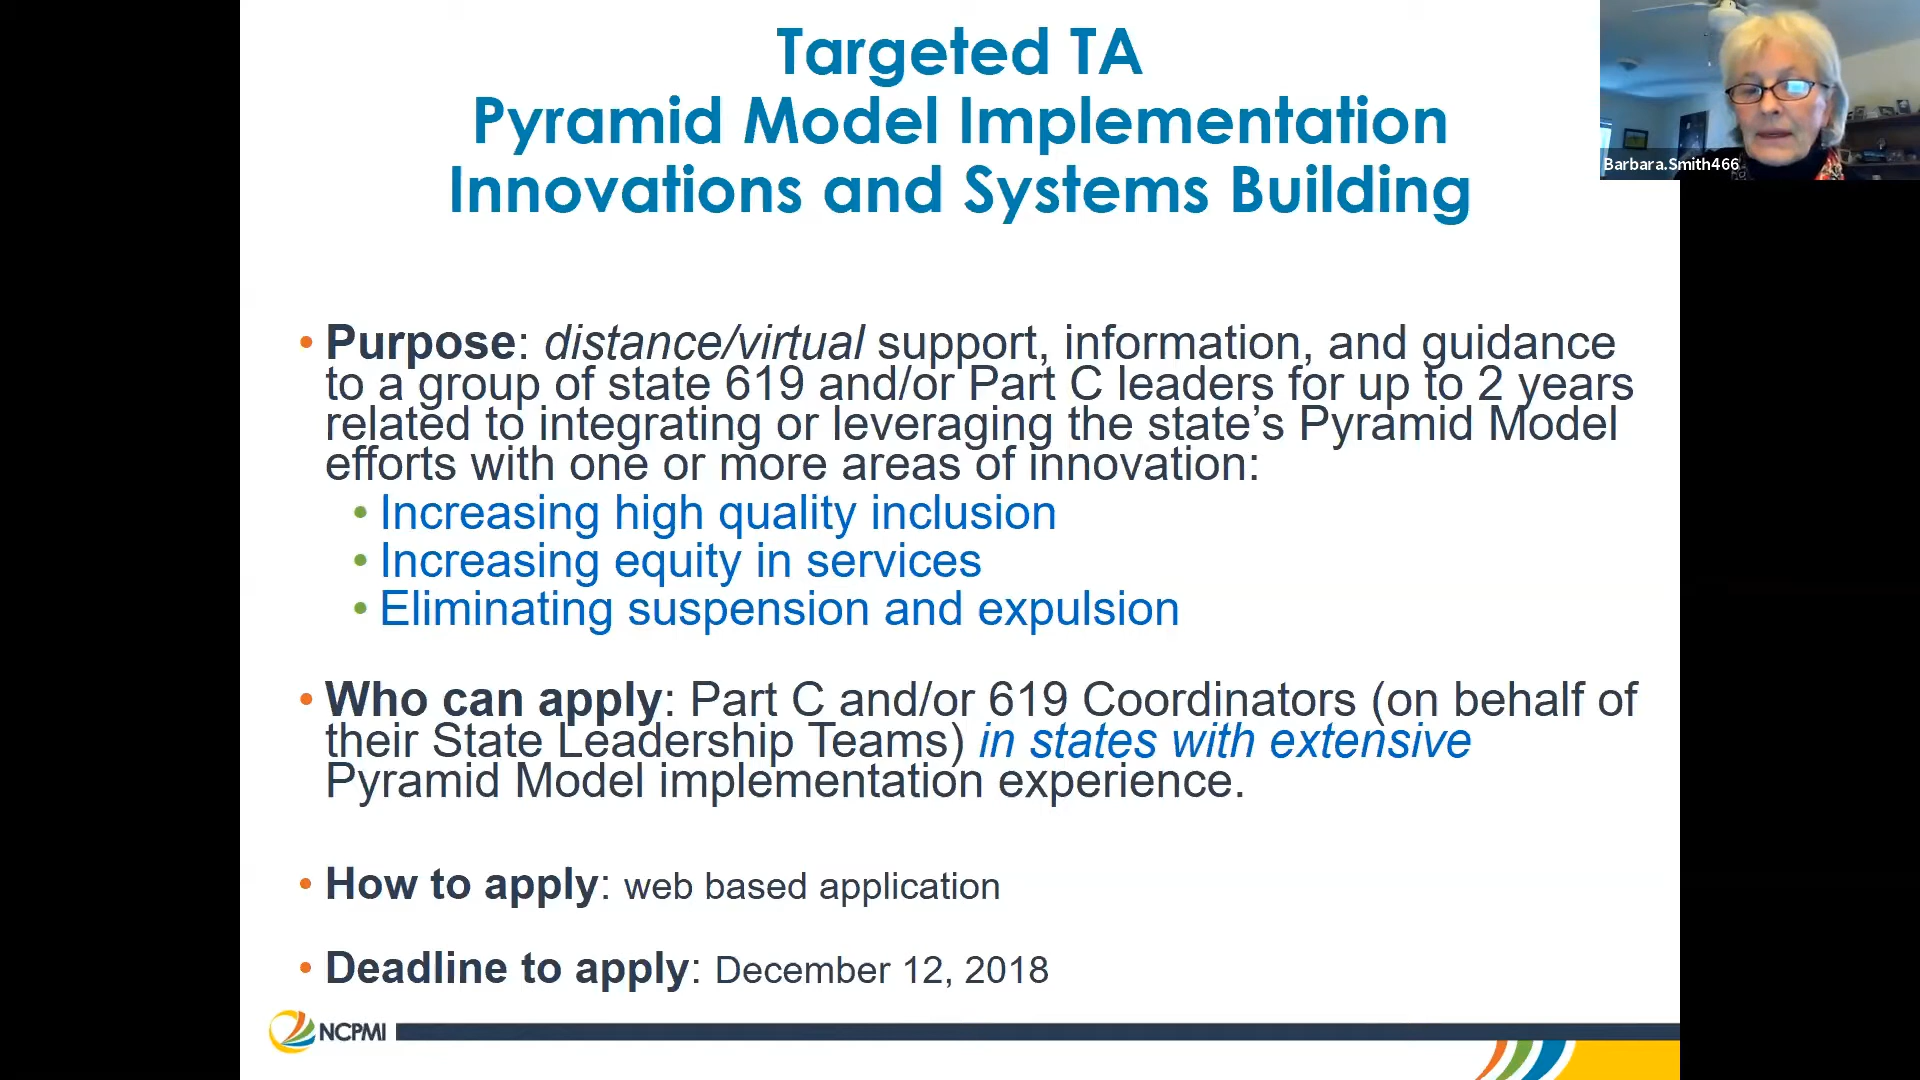 Targeted TA
Pyramid Model Implementation
Innovations and Systems Building
Barbara.Smith466
• Purpose: distance/virtual support, information, and guidance
to a group of state 619 and/or Part C leaders for up to 2 years
related to integrating or leveraging the state’s Pyramid Model
efforts with one or more areas of innovation:
• Increasing high quality inclusion
• Increasing equity in services
• Eliminating suspension and expulsion
• Who can apply: Part C and/or 619 Coordinators (on behalf of
their State Leadership Teams) in states with extensive
Pyramid Model implementation experience.
• How to apply: web based application
• Deadline to apply: December 12, 2018
NCPMI